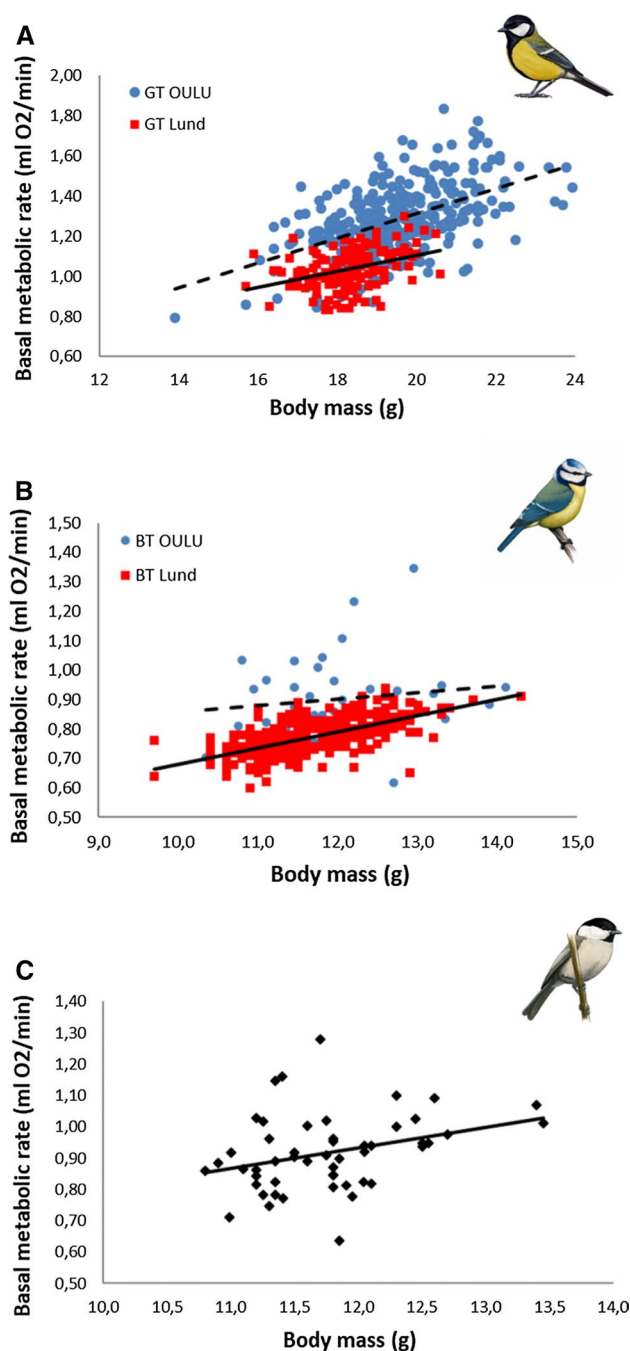 A
Basal metabolic rate (ml O2/min)
2,00
1,80
1,60
1,40
1,20
1,00
0,80
0,60
GT OULU
GT Lund
12 14 16 18 20 22 24
Body mass (g)
B
Basal metabolic rate (ml O2/min)
1,50
1,40
1,30
1,20
1,10
1,00
0,90
0,80
0,70
0,60
0,50
BT OULU
BT Lund
9,0 10,0 11,0 12,0 13,0 14,0 15,0
Body mass (g)
C
Basal metabolic rate (ml O2/min)
1,40
1,30
1,20
1,10
1,00
0,90
0,80
0,70
0,60
0,50
10,0 10,5 11,0 11,5 12,0 12,5 13,0 13,5 14,0
Body mass (g)